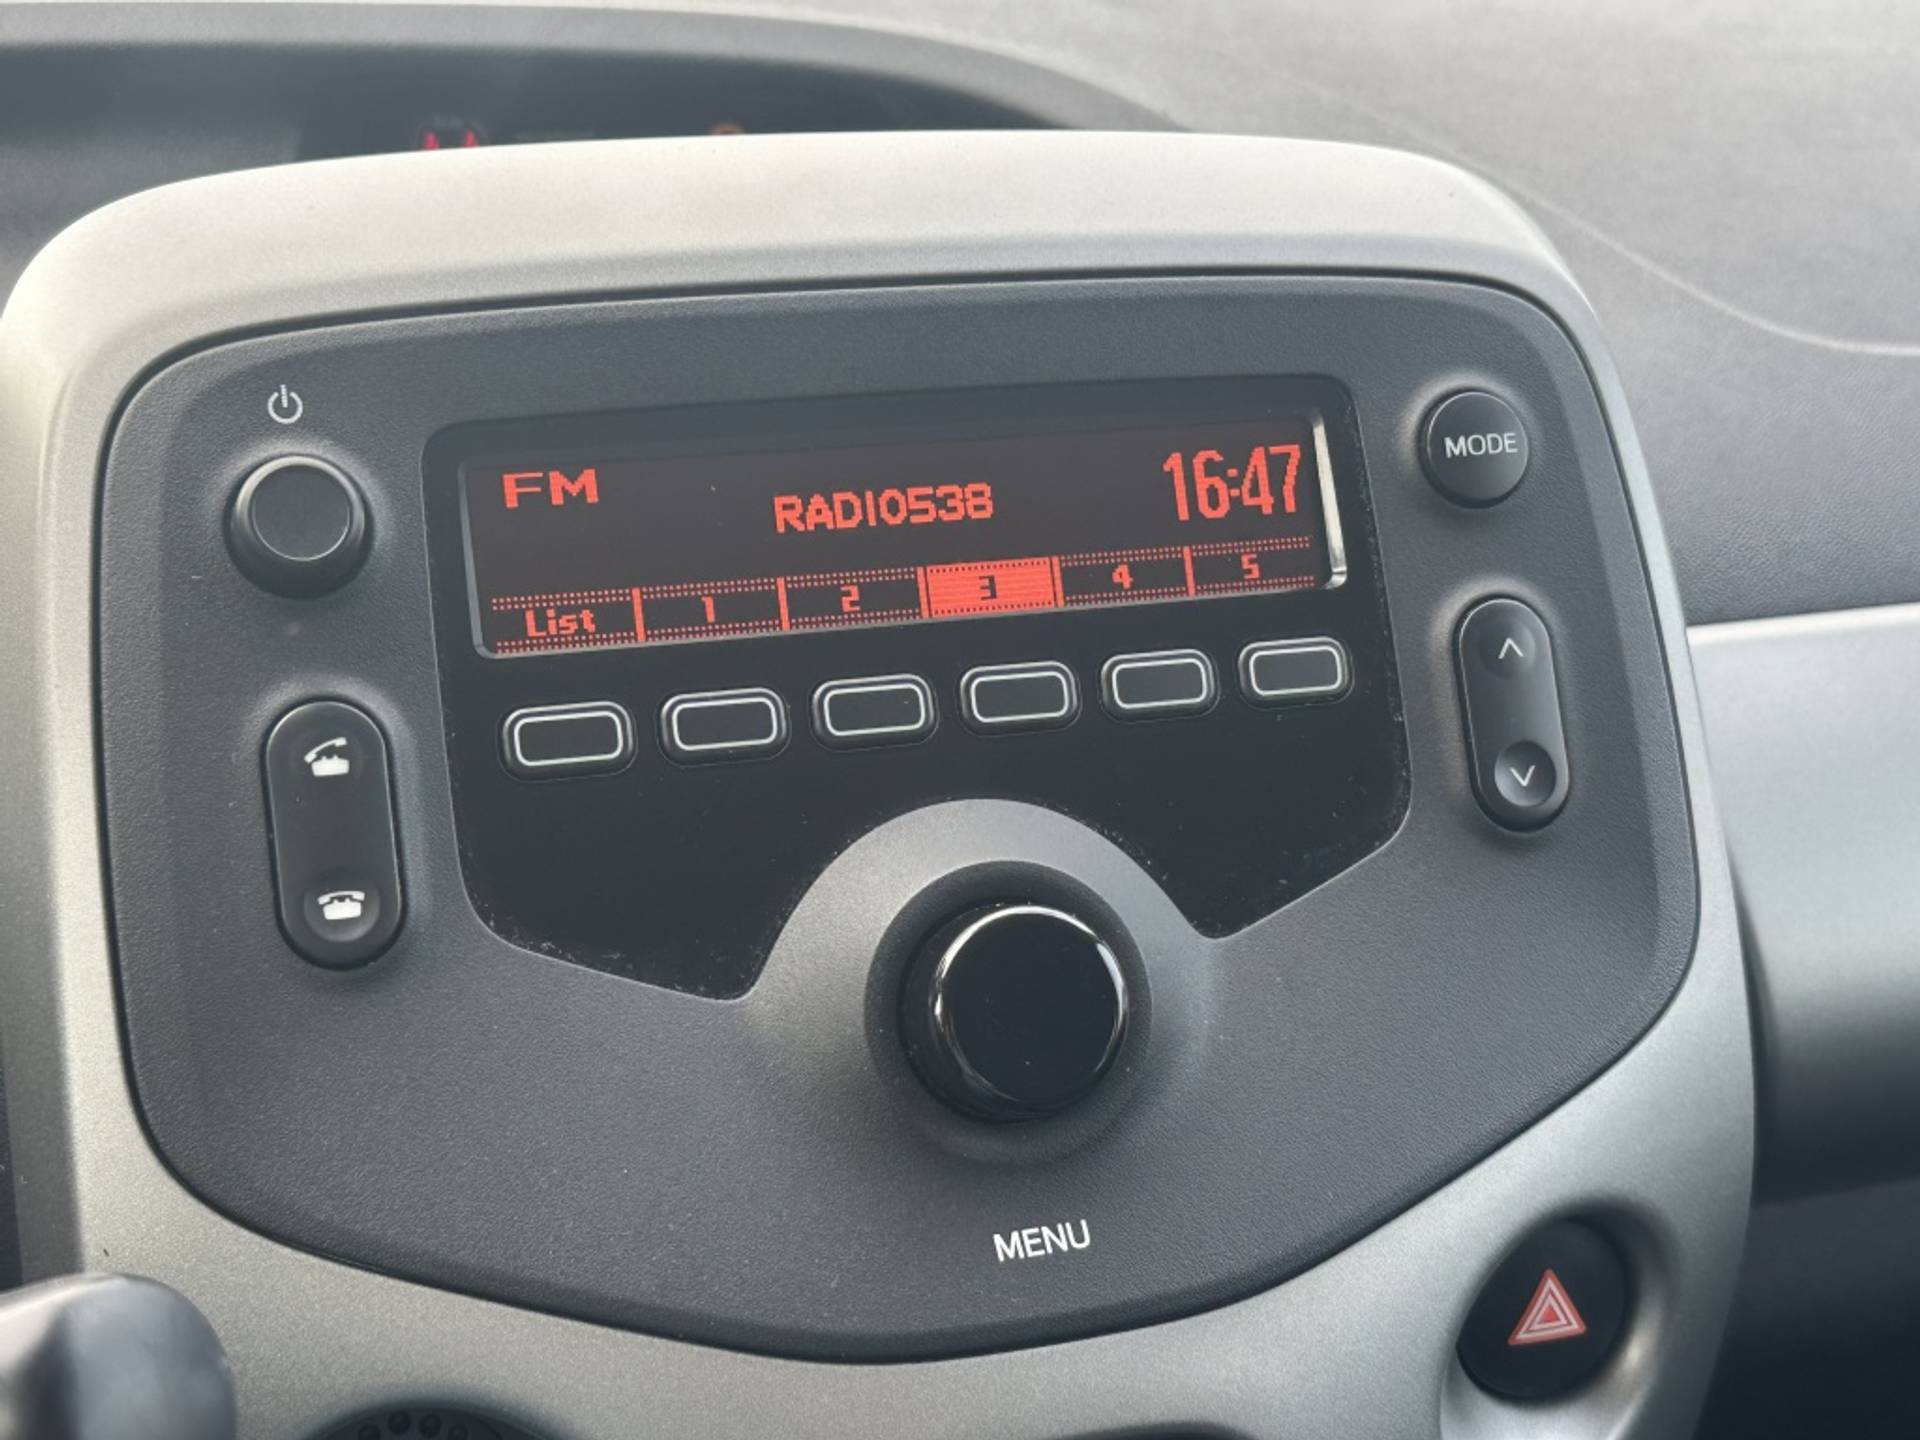 FM
RADIO538
16:47
List 1 2 3 4 5
MODE
MENU